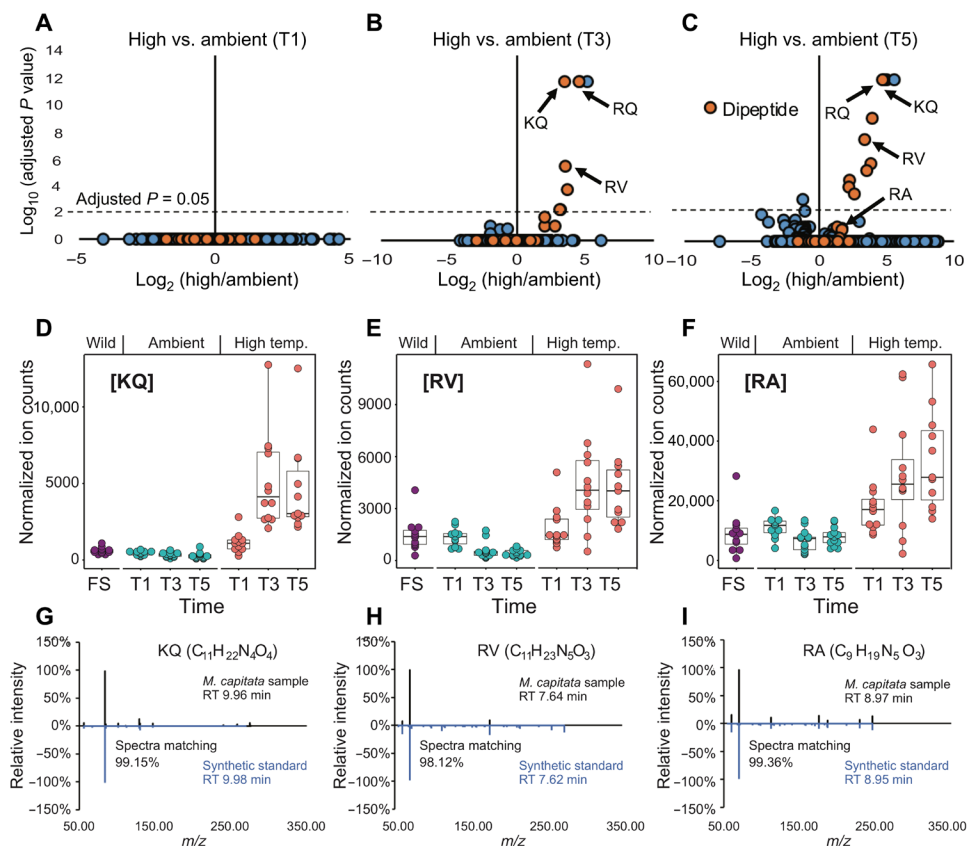 A
High vs. ambient (T1)
14
12
10
8
6
4
2
0
Log10 (adjusted P value)
Adjusted P = 0.05
−5
0
5
Log2 (high/ambient)
B
High vs. ambient (T3)
KQ
RQ
RV
−10
−5
0
5
10
Log2 (high/ambient)
C
High vs. ambient (T5)
Dipeptide
RQ
KQ
RV
RA
−10
−5
0
5
10
Log2 (high/ambient)
D
Wild
Ambient
High temp.
[KQ]
10,000
5000
0
Normalized ion counts
FS
T1
T3
T5
T1
T3
T5
Time
E
Wild
Ambient
High temp.
[RV]
9000
6000
3000
0
Normalized ion counts
FS
T1
T3
T5
T1
T3
T5
Time
F
Wild
Ambient
High temp.
[RA]
60,000
40,000
20,000
0
Normalized ion counts
FS
T1
T3
T5
T1
T3
T5
Time
G
150%
100%
50%
0%
−50%
−100%
−150%
Relative intensity
KQ (C11H22N4O4)
M. capitata sample
RT 9.96 min
Spectra matching
99.15%
Synthetic standard
RT 9.98 min
50.00
150.00
250.00
350.00
m/z
H
150%
100%
50%
0%
−50%
−100%
−150%
Relative intensity
RV (C11H23N5O3)
M. capitata sample
RT 7.64 min
Spectra matching
98.12%
Synthetic standard
RT 7.62 min
50.00
150.00
250.00
350.00
m/z
I
150%
100%
50%
0%
−50%
−100%
−150%
Relative intensity
RA (C9 H19N5 O3)
M. capitata sample
RT 8.97 min
Spectra matching
99.36%
Synthetic standard
RT 8.95 min
50.00
150.00
250.00
350.00
m/z